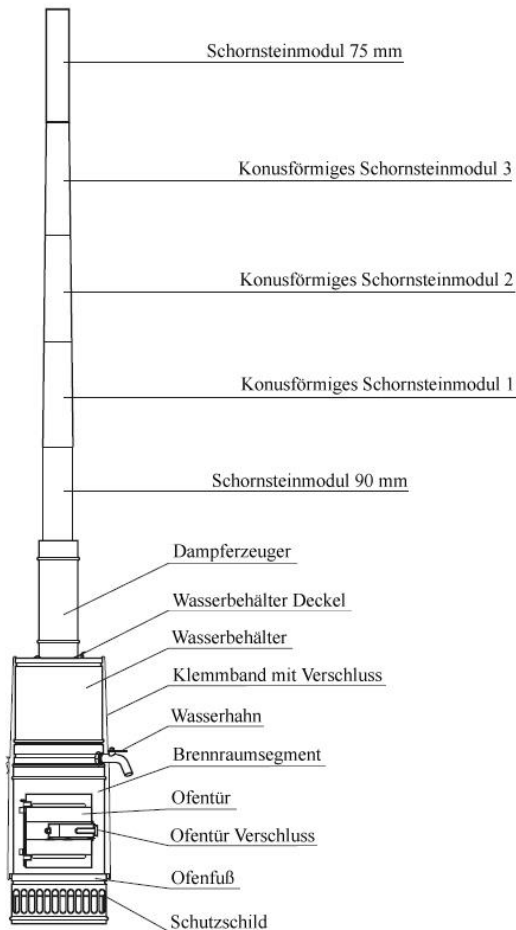 Schornsteinmodul 75 mm
Konusförmiges Schornsteinmodul 3
Konusförmiges Schornsteinmodul 2
Konusförmiges Schornsteinmodul 1
Schornsteinmodul 90 mm
Dampferzeuger
Wasserbehälter Deckel
Wasserbehälter
Klemmband mit Verschluss
Wasserhahn
Brennraumsegment
Ofentür
Ofentür Verschluss
Ofenfuß
Schutzschild